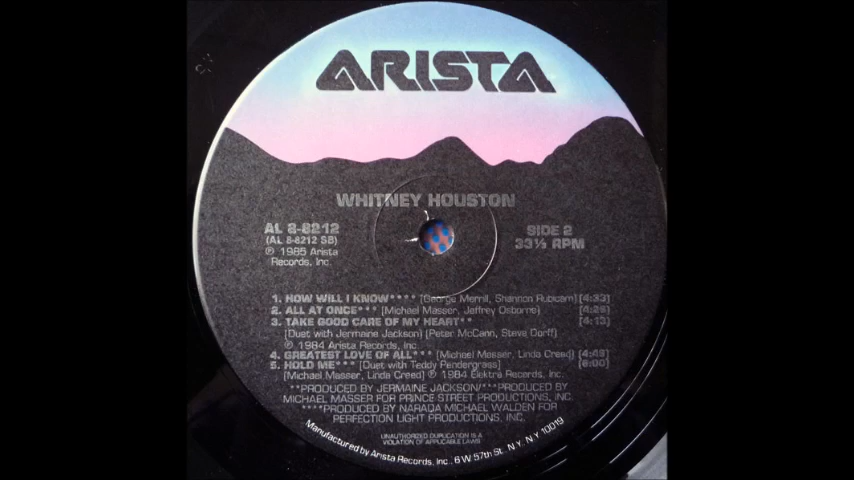 ARISTA
WHITNEY HOUSTON
AL 8-8212
(AL 8-8212 SB)
℗ 1985 Arista
Records, Inc.
SIDE 2
33⅓ RPM
1. HOW WILL I KNOW**** (George Merrill, Shannon Rubicam) (4:33)
2. ALL AT ONCE*** (Michael Masser, Jeffrey Osborne) (4:26)
3. TAKE GOOD CARE OF MY HEART** (4:13)
(Duet with Jermaine Jackson) (Peter McCann, Steve Dorff)
℗ 1984 Arista Records, Inc.
4. GREATEST LOVE OF ALL*** (Michael Masser, Linda Creed) (4:49)
5. HOLD ME*** (Duet with Teddy Pendergrass) (6:00)
(Michael Masser, Linda Creed) ℗ 1984 Elektra Records, Inc.
**PRODUCED BY JERMAINE JACKSON/***PRODUCED BY
MICHAEL MASSER FOR PRINCE STREET PRODUCTIONS, INC.
****PRODUCED BY NARADA MICHAEL WALDEN FOR
PERFECTION LIGHT PRODUCTIONS, INC.
UNAUTHORIZED DUPLICATION IS A
VIOLATION OF APPLICABLE LAWS
Manufactured by Arista Records, Inc., 6 W. 57th St., N.Y. N.Y. 10019